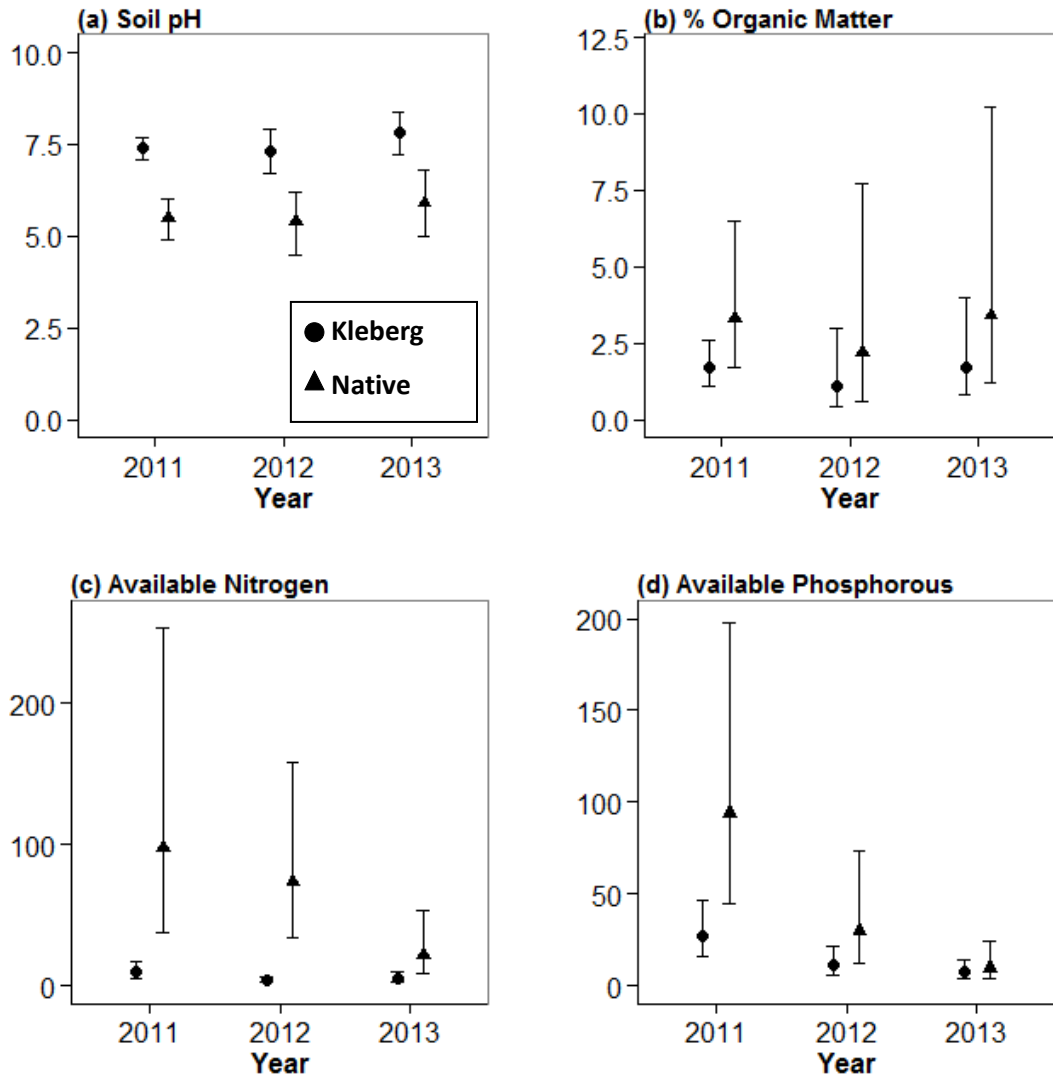 (a) Soil pH
10.0
7.5
5.0
2.5
0.0
Kleberg
Native
2011 2012 2013
Year
(b) % Organic Matter
12.5
10.0
7.5
5.0
2.5
0.0
2011 2012 2013
Year
(c) Available Nitrogen
200
100
0
2011 2012 2013
Year
(d) Available Phosphorous
200
150
100
50
0
2011 2012 2013
Year